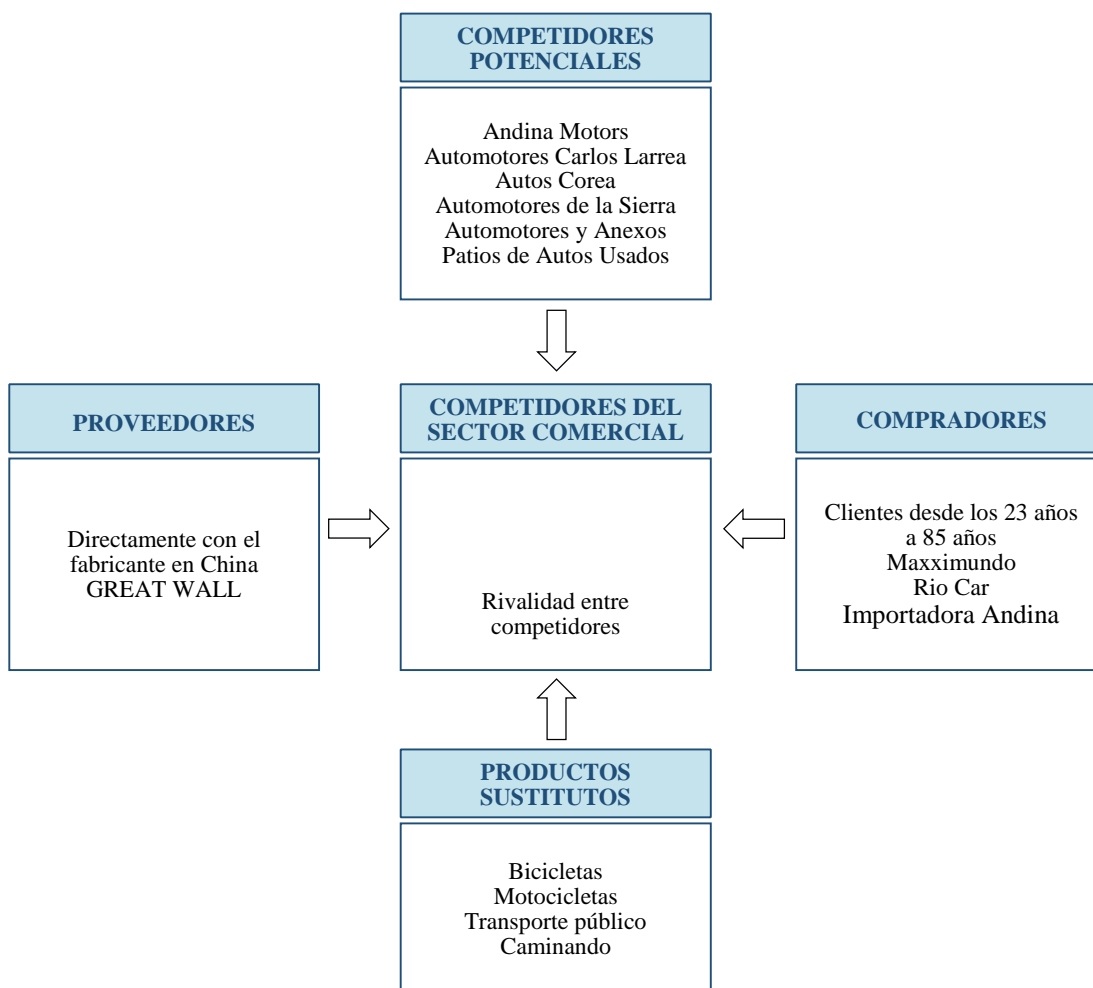 COMPETIDORES
POTENCIALES
Andina Motors
Automotores Carlos Larrea
Autos Corea
Automotores de la Sierra
Automotores y Anexos
Patios de Autos Usados
PROVEEDORES
Directamente con el
fabricante en China
GREAT WALL
COMPETIDORES DEL
SECTOR COMERCIAL
Rivalidad entre
competidores
COMPRADORES
Clientes desde los 23 años
a 85 años
Maxximundo
Rio Car
Importadora Andina
PRODUCTOS
SUSTITUTOS
Bicicletas
Motocicletas
Transporte público
Caminando